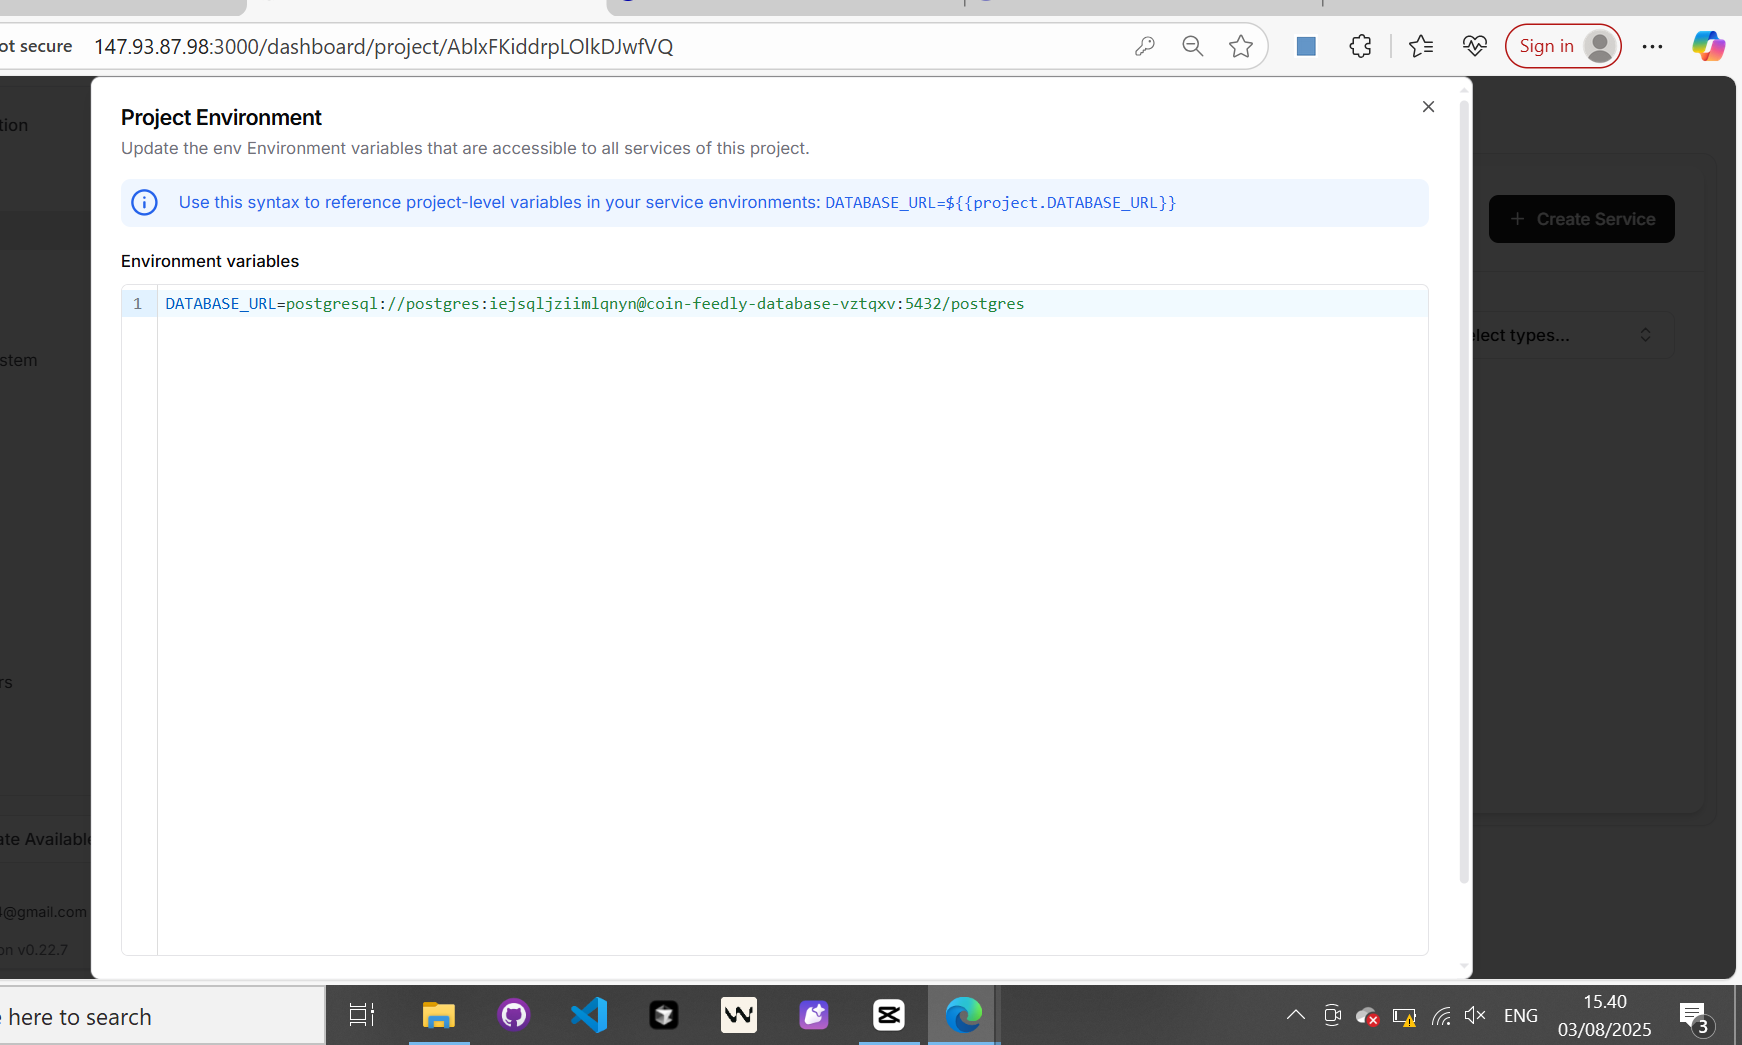 ot secure
147.93.87.98:3000/dashboard/project/AblxFKiddrpLOlkDJwfVQ
Sign in
tion
Project Environment
Update the env Environment variables that are accessible to all services of this project.
Use this syntax to reference project-level variables in your service environments: DATABASE_URL=${{project.DATABASE_URL}}
Create Service
Environment variables
1 DATABASE_URL=postgresql://postgres:iejsqljziimlqnyn@coin-feedly-database-vztqxv:5432/postgres
elect types...
stem
rs
ate Available
@gmail.com
on v0.22.7
here to search
ENG
15.40
03/08/2025
3